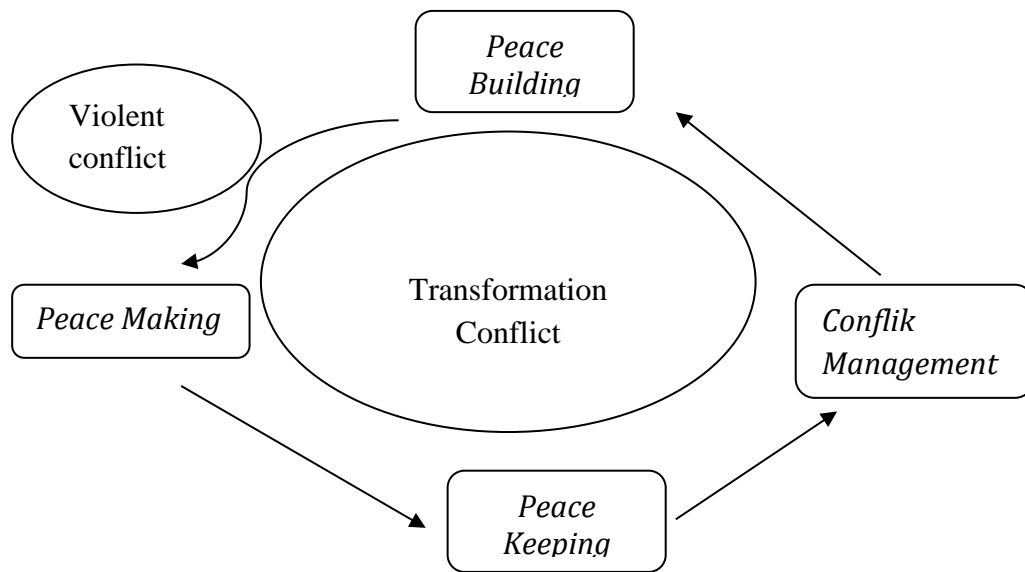 Peace
Building
Violent
conflict
Transformation
Conflict
Peace Making
Conflik
Management
Peace
Keeping